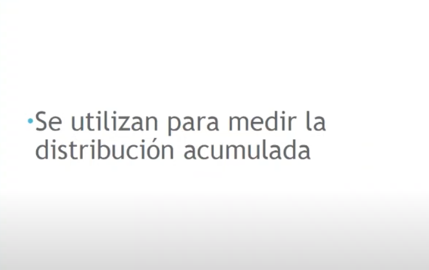 •Se utilizan para medir la
distribución acumulada